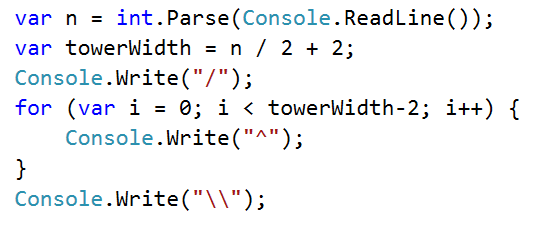 var n = int.Parse(Console.ReadLine());
var towerWidth = n / 2 + 2;
Console.Write("/");
for (var i = 0; i < towerWidth-2; i++) {
    Console.Write("^");
}
Console.Write("\\");